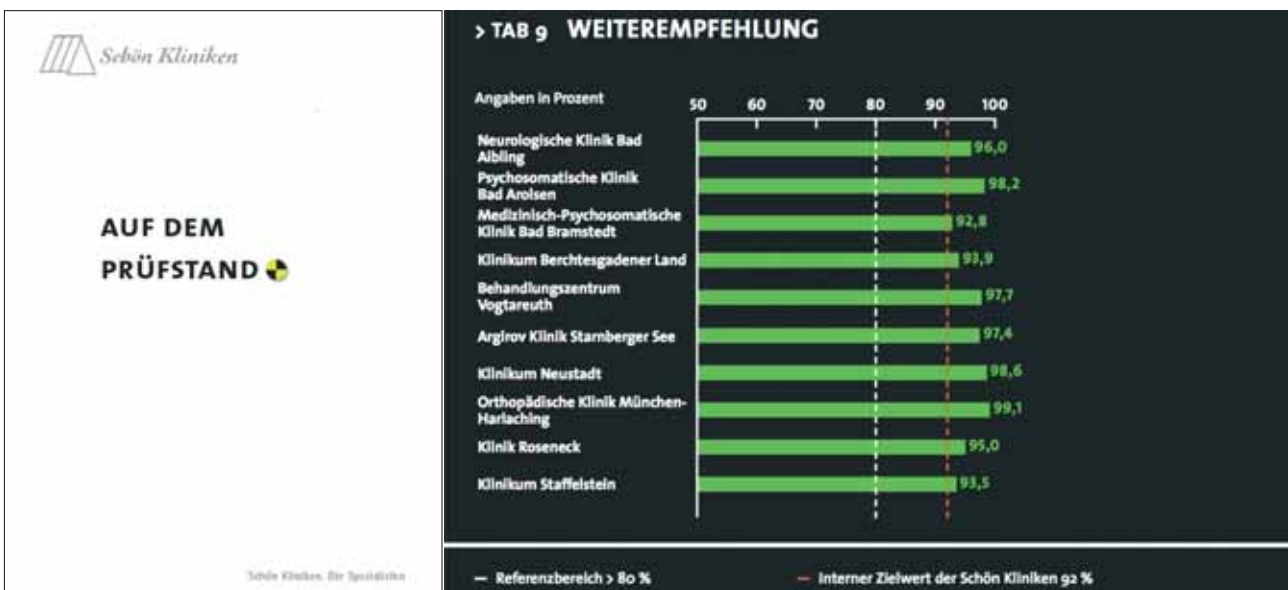 Schön Kliniken
AUF DEM
PRÜFSTAND
Schön Kliniken. Die Spezialisten
> TAB 9 WEITEREMPFEHLUNG
Angaben in Prozent
50 60 70 80 90 100
Neurologische Klinik Bad
Aibling
96,0
Psychosomatische Klinik
Bad Arolsen
98,2
Medizinisch-Psychosomatische
Klinik Bad Bramstedt
92,8
Klinikum Berchtesgadener Land
93,9
Behandlungszentrum
Vogtareuth
97,7
Argirov Klinik Starnberger See
97,4
Klinikum Neustadt
98,6
Orthopädische Klinik München-
Harlaching
99,1
Klinik Roseneck
95,0
Klinikum Staffelstein
93,5
Referenzbereich > 80 %
Interner Zielwert der Schön Kliniken 92 %